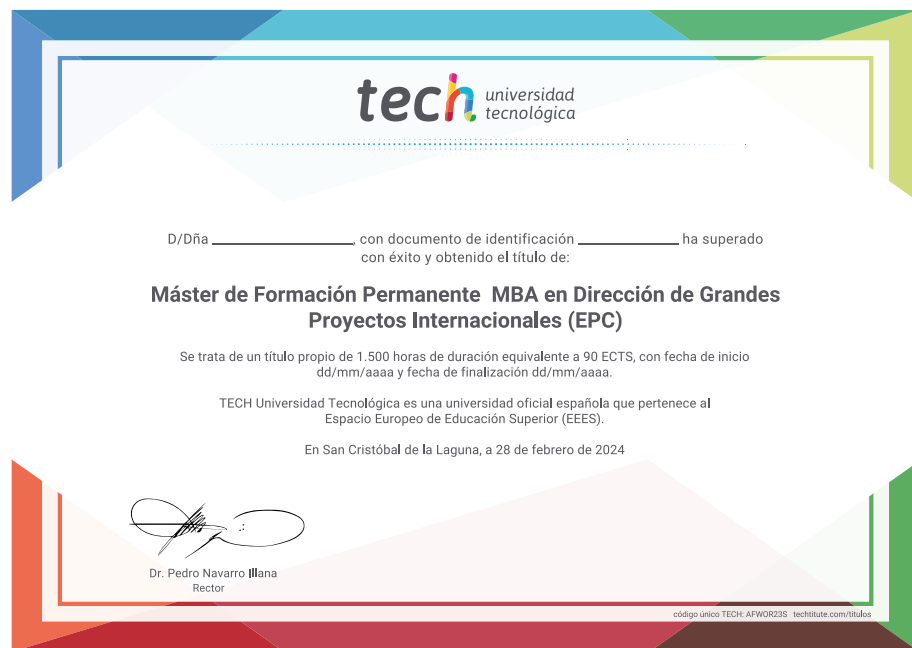 tech universidad
tecnológica
D/Dña ______________, con documento de identificación ______________ ha superado
con éxito y obtenido el título de:
Máster de Formación Permanente MBA en Dirección de Grandes
Proyectos Internacionales (EPC)
Se trata de un título propio de 1.500 horas de duración equivalente a 90 ECTS, con fecha de inicio
dd/mm/aaaa y fecha de finalización dd/mm/aaaa.
TECH Universidad Tecnológica es una universidad oficial española que pertenece al
Espacio Europeo de Educación Superior (EEES).
En San Cristóbal de la Laguna, a 28 de febrero de 2024
Dr. Pedro Navarro Illana
Rector
código único TECH: AFWOR23S techtitute.com/titulos